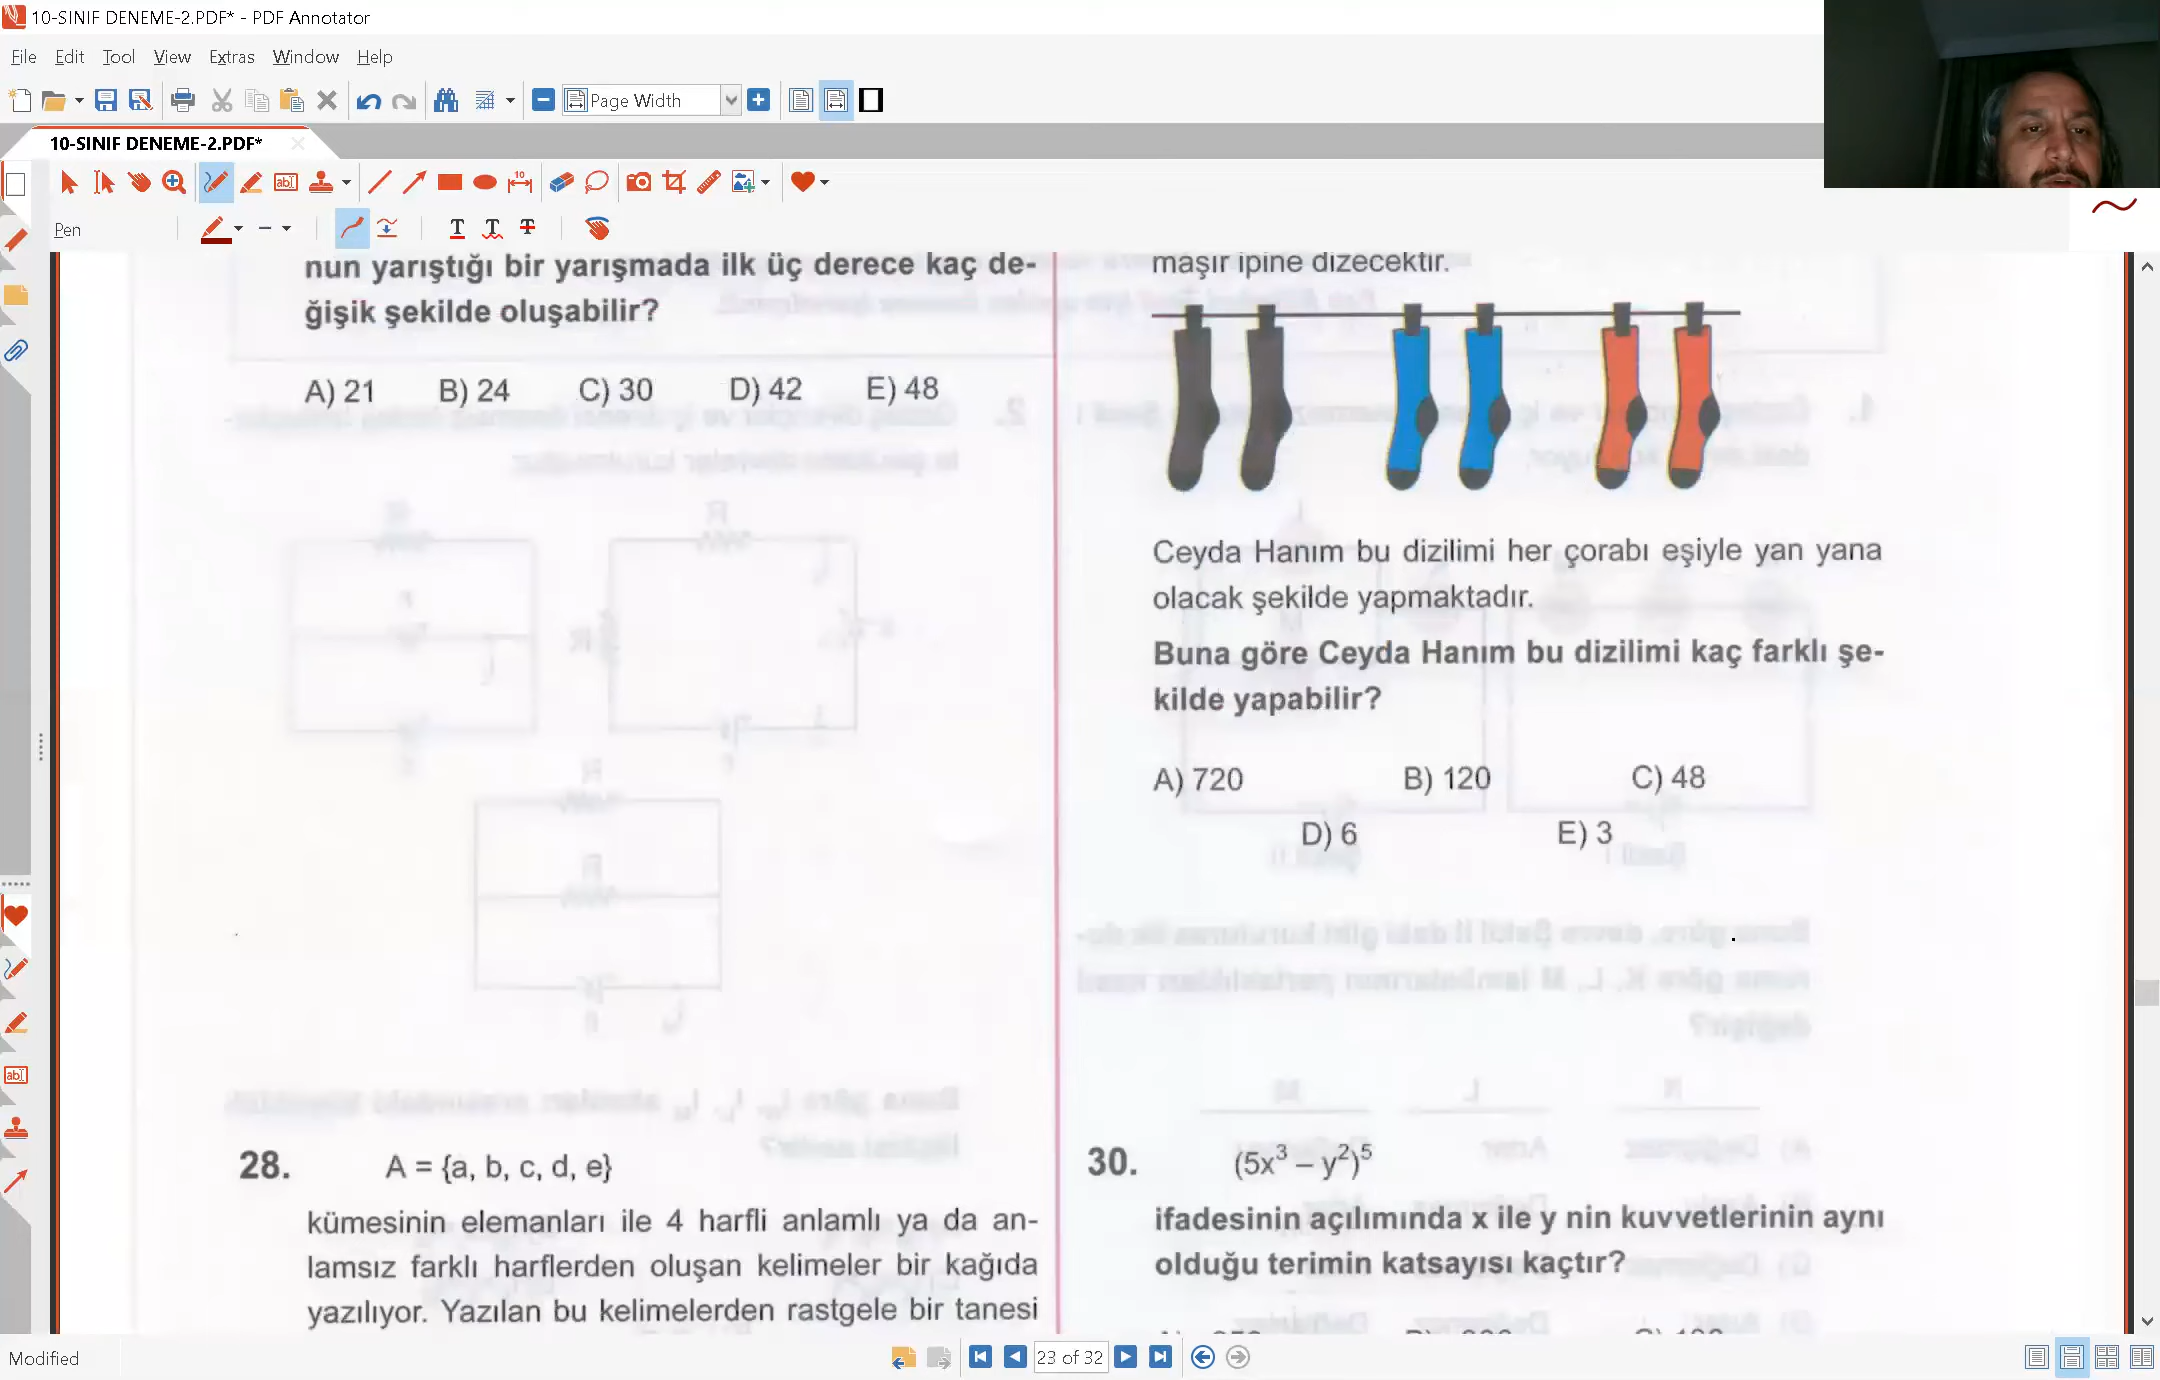 10-SINIF DENEME-2.PDF* - PDF Annotator
File Edit Tool View Extras Window Help
Page Width
10-SINIF DENEME-2.PDF*
Pen
nun yarıştığı bir yarışmada ilk üç derece kaç de-
ğişik şekilde oluşabilir?
A) 21 B) 24 C) 30 D) 42 E) 48
28. A = {a, b, c, d, e}
kümesinin elemanları ile 4 harfli anlamlı ya da an-
lamsız farklı harflerden oluşan kelimeler bir kağıda
yazılıyor. Yazılan bu kelimelerden rastgele bir tanesi
maşır ipine dizecektir.
Ceyda Hanım bu dizilimi her çorabı eşiyle yan yana
olacak şekilde yapmaktadır.
Buna göre Ceyda Hanım bu dizilimi kaç farklı şe-
kilde yapabilir?
A) 720 B) 120 C) 48
D) 6 E) 3
30. (5x³ – y²)⁵
ifadesinin açılımında x ile y nin kuvvetlerinin aynı
olduğu terimin katsayısı kaçtır?
Modified
23 of 32